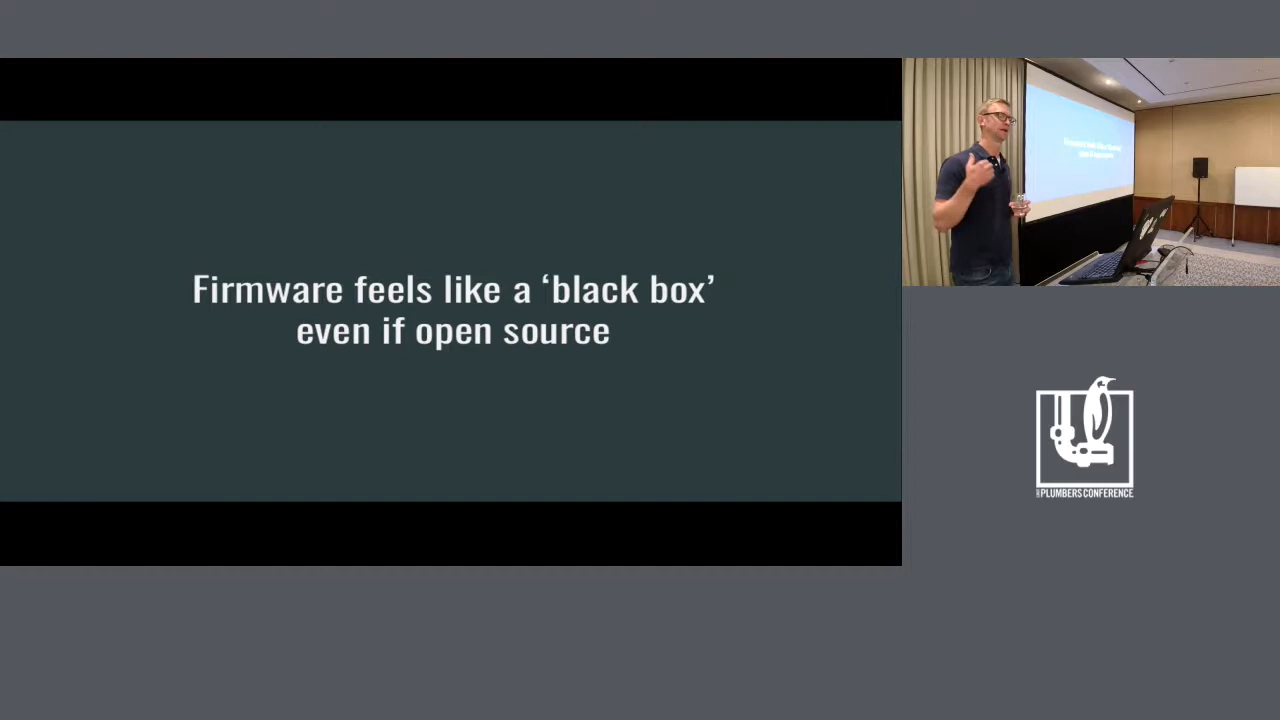 Firmware feels like a ‘black box’
even if open source
PLUMBERS CONFERENCE